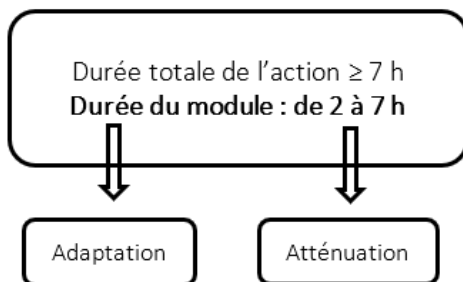 Durée totale de l’action ≥ 7 h
Durée du module : de 2 à 7 h
Adaptation
Atténuation